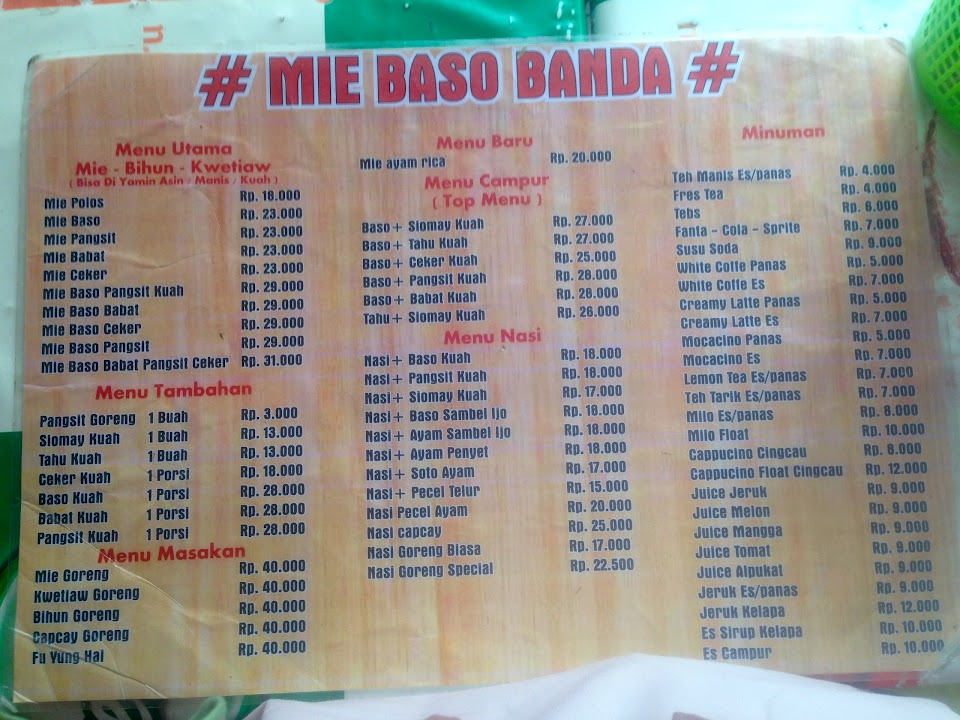 # MIE BASO BANDA #
Menu Utama
Mie - Bihun - Kwetiaw
( Bisa Di Yamin Asin / Manis / Kuah )
Mie Polos Rp. 18.000
Mie Baso Rp. 23.000
Mie Pangsit Rp. 23.000
Mie Babat Rp. 23.000
Mie Ceker Rp. 23.000
Mie Baso Pangsit Kuah Rp. 29.000
Mie Baso Babat Rp. 29.000
Mie Baso Ceker Rp. 29.000
Mie Baso Pangsit Rp. 29.000
Mie Baso Babat Pangsit Ceker Rp. 31.000
Menu Tambahan
Pangsit Goreng 1 Buah Rp. 3.000
Siomay Kuah 1 Buah Rp. 13.000
Tahu Kuah 1 Buah Rp. 13.000
Ceker Kuah 1 Porsi Rp. 18.000
Baso Kuah 1 Porsi Rp. 28.000
Babat Kuah 1 Porsi Rp. 28.000
Pangsit Kuah 1 Porsi Rp. 28.000
Menu Masakan
Mie Goreng Rp. 40.000
Kwetiaw Goreng Rp. 40.000
Bihun Goreng Rp. 40.000
Capcay Goreng Rp. 40.000
Fu Yung Hai Rp. 40.000
Menu Baru
Mie ayam rica Rp. 20.000
Menu Campur
( Top Menu )
Baso + Siomay Kuah Rp. 27.000
Baso + Tahu Kuah Rp. 27.000
Baso + Ceker Kuah Rp. 25.000
Baso + Pangsit Kuah Rp. 28.000
Baso + Babat Kuah Rp. 28.000
Tahu + Siomay Kuah Rp. 26.000
Menu Nasi
Nasi + Baso Kuah Rp. 18.000
Nasi + Pangsit Kuah Rp. 18.000
Nasi + Siomay Kuah Rp. 17.000
Nasi + Baso Sambel Ijo Rp. 18.000
Nasi + Ayam Sambel Ijo Rp. 18.000
Nasi + Ayam Penyet Rp. 18.000
Nasi + Soto Ayam Rp. 17.000
Nasi + Pecel Telur Rp. 15.000
Nasi Pecel Ayam Rp. 20.000
Nasi capcay Rp. 25.000
Nasi Goreng Biasa Rp. 17.000
Nasi Goreng Special Rp. 22.500
Minuman
Teh Manis Es/panas Rp. 4.000
Fres Tea Rp. 4.000
Tebs Rp. 6.000
Fanta - Cola - Sprite Rp. 7.000
Susu Soda Rp. 9.000
White Coffe Panas Rp. 5.000
White Coffe Es Rp. 7.000
Creamy Latte Panas Rp. 5.000
Creamy Latte Es Rp. 7.000
Mocacino Panas Rp. 5.000
Mocacino Es Rp. 7.000
Lemon Tea Es/panas Rp. 7.000
Teh Tarik Es/panas Rp. 7.000
Milo Es/panas Rp. 8.000
Milo Float Rp. 10.000
Cappucino Cingcau Rp. 8.000
Cappucino Float Cingcau Rp. 12.000
Juice Jeruk Rp. 9.000
Juice Melon Rp. 9.000
Juice Mangga Rp. 9.000
Juice Tomat Rp. 9.000
Juice Alpukat Rp. 9.000
Jeruk Es/panas Rp. 9.000
Jeruk Kelapa Rp. 12.000
Es Sirup Kelapa Rp. 10.000
Es Campur Rp. 10.000